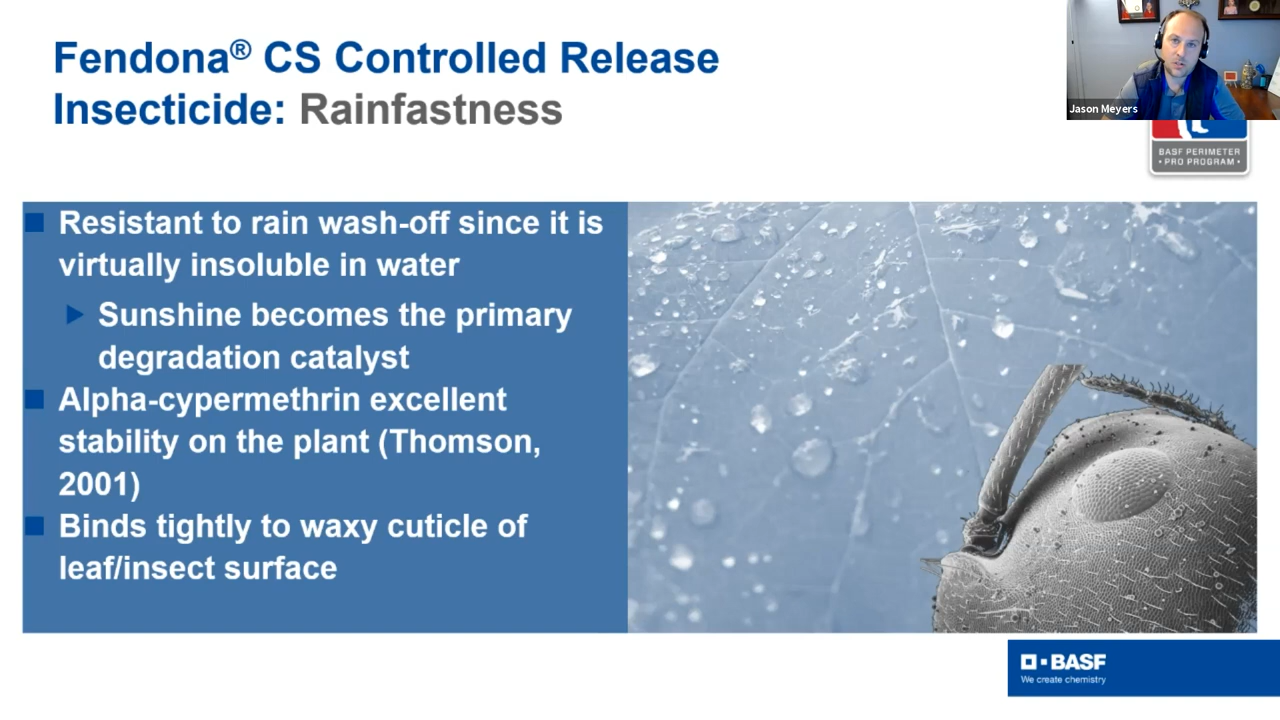 Fendona® CS Controlled Release
Insecticide: Rainfastness
Jason Meyers
BASF PERIMETER
• PRO PROGRAM •
Resistant to rain wash-off since it is
virtually insoluble in water
Sunshine becomes the primary
degradation catalyst
Alpha-cypermethrin excellent
stability on the plant (Thomson,
2001)
Binds tightly to waxy cuticle of
leaf/insect surface
BASF
We create chemistry